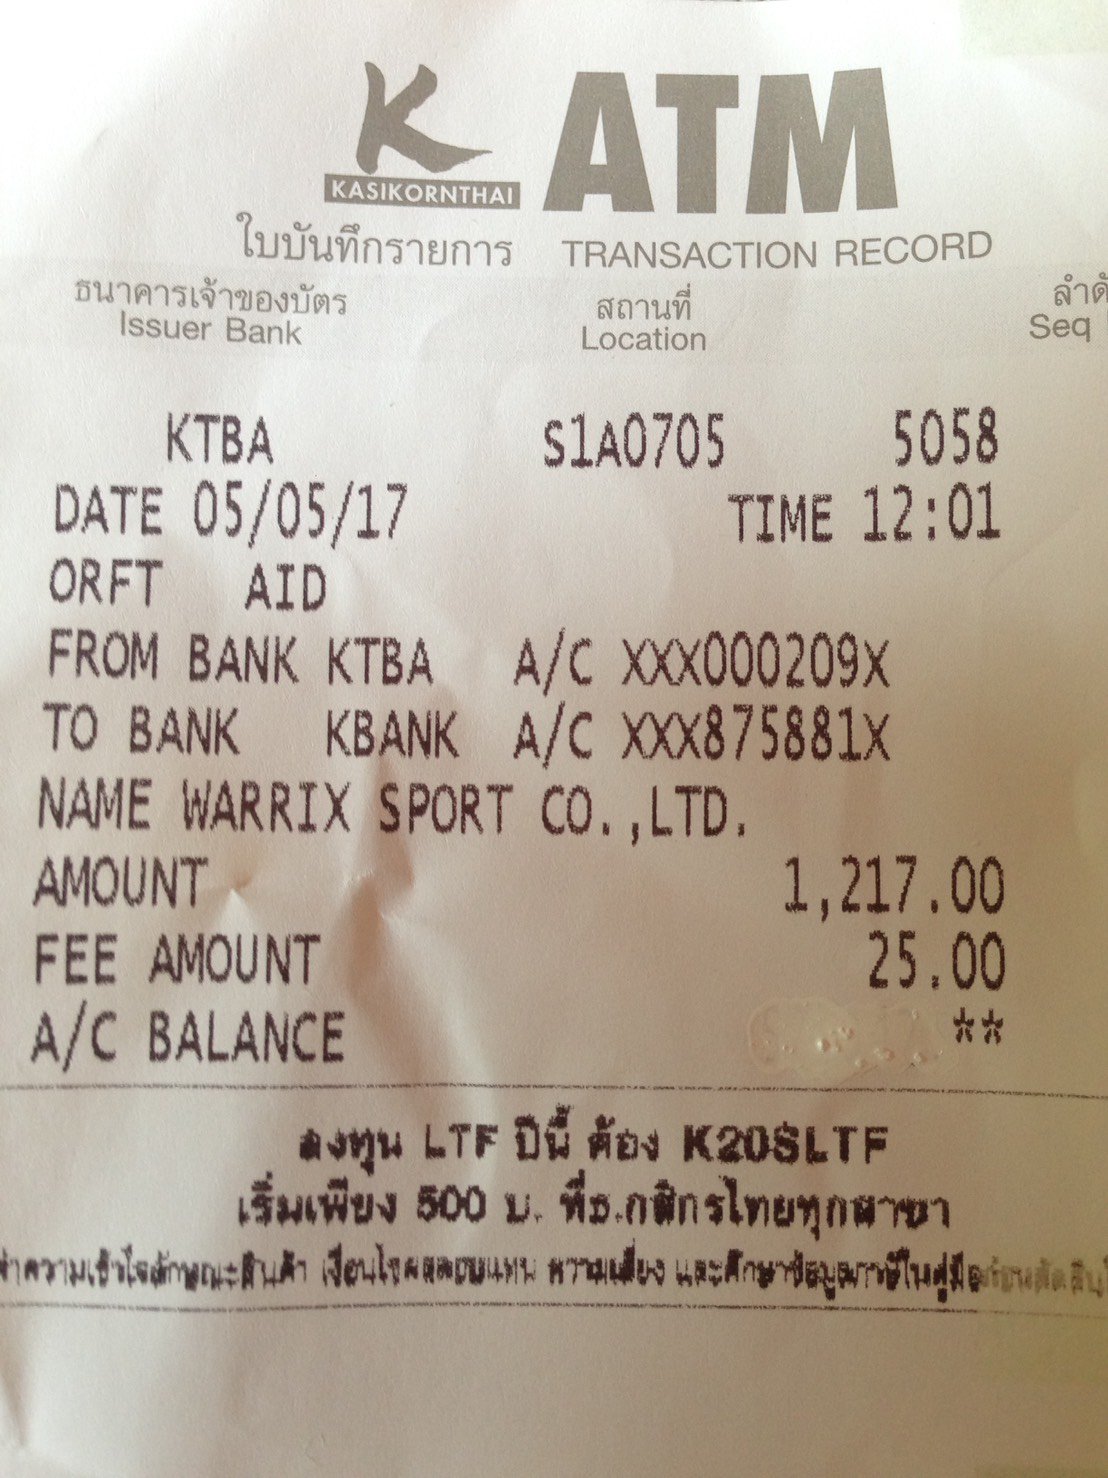 K ATM
KASIKORNTHAI
ใบบันทึกรายการ TRANSACTION RECORD
ธนาคารเจ้าของบัตร สถานที่ ลำดั
Issuer Bank Location Seq
KTBA S1A0705 5058
DATE 05/05/17 TIME 12:01
ORFT AID
FROM BANK KTBA A/C XXX000209X
TO BANK KBANK A/C XXX875881X
NAME WARRIX SPORT CO.,LTD.
AMOUNT 1,217.00
FEE AMOUNT 25.00
A/C BALANCE **
ลงทุน LTF ปีนี้ ต้อง K20SLTF
เริ่มเพียง 500 บ. ที่ธ.กสิกรไทยทุกสาขา
ความเข้าใจลักษณะสินค้า เงื่อนไขผลตอบแทน ความเสี่ยง และศึกษาข้อมูลภาษีในคู่มือก่อนตัดสิน